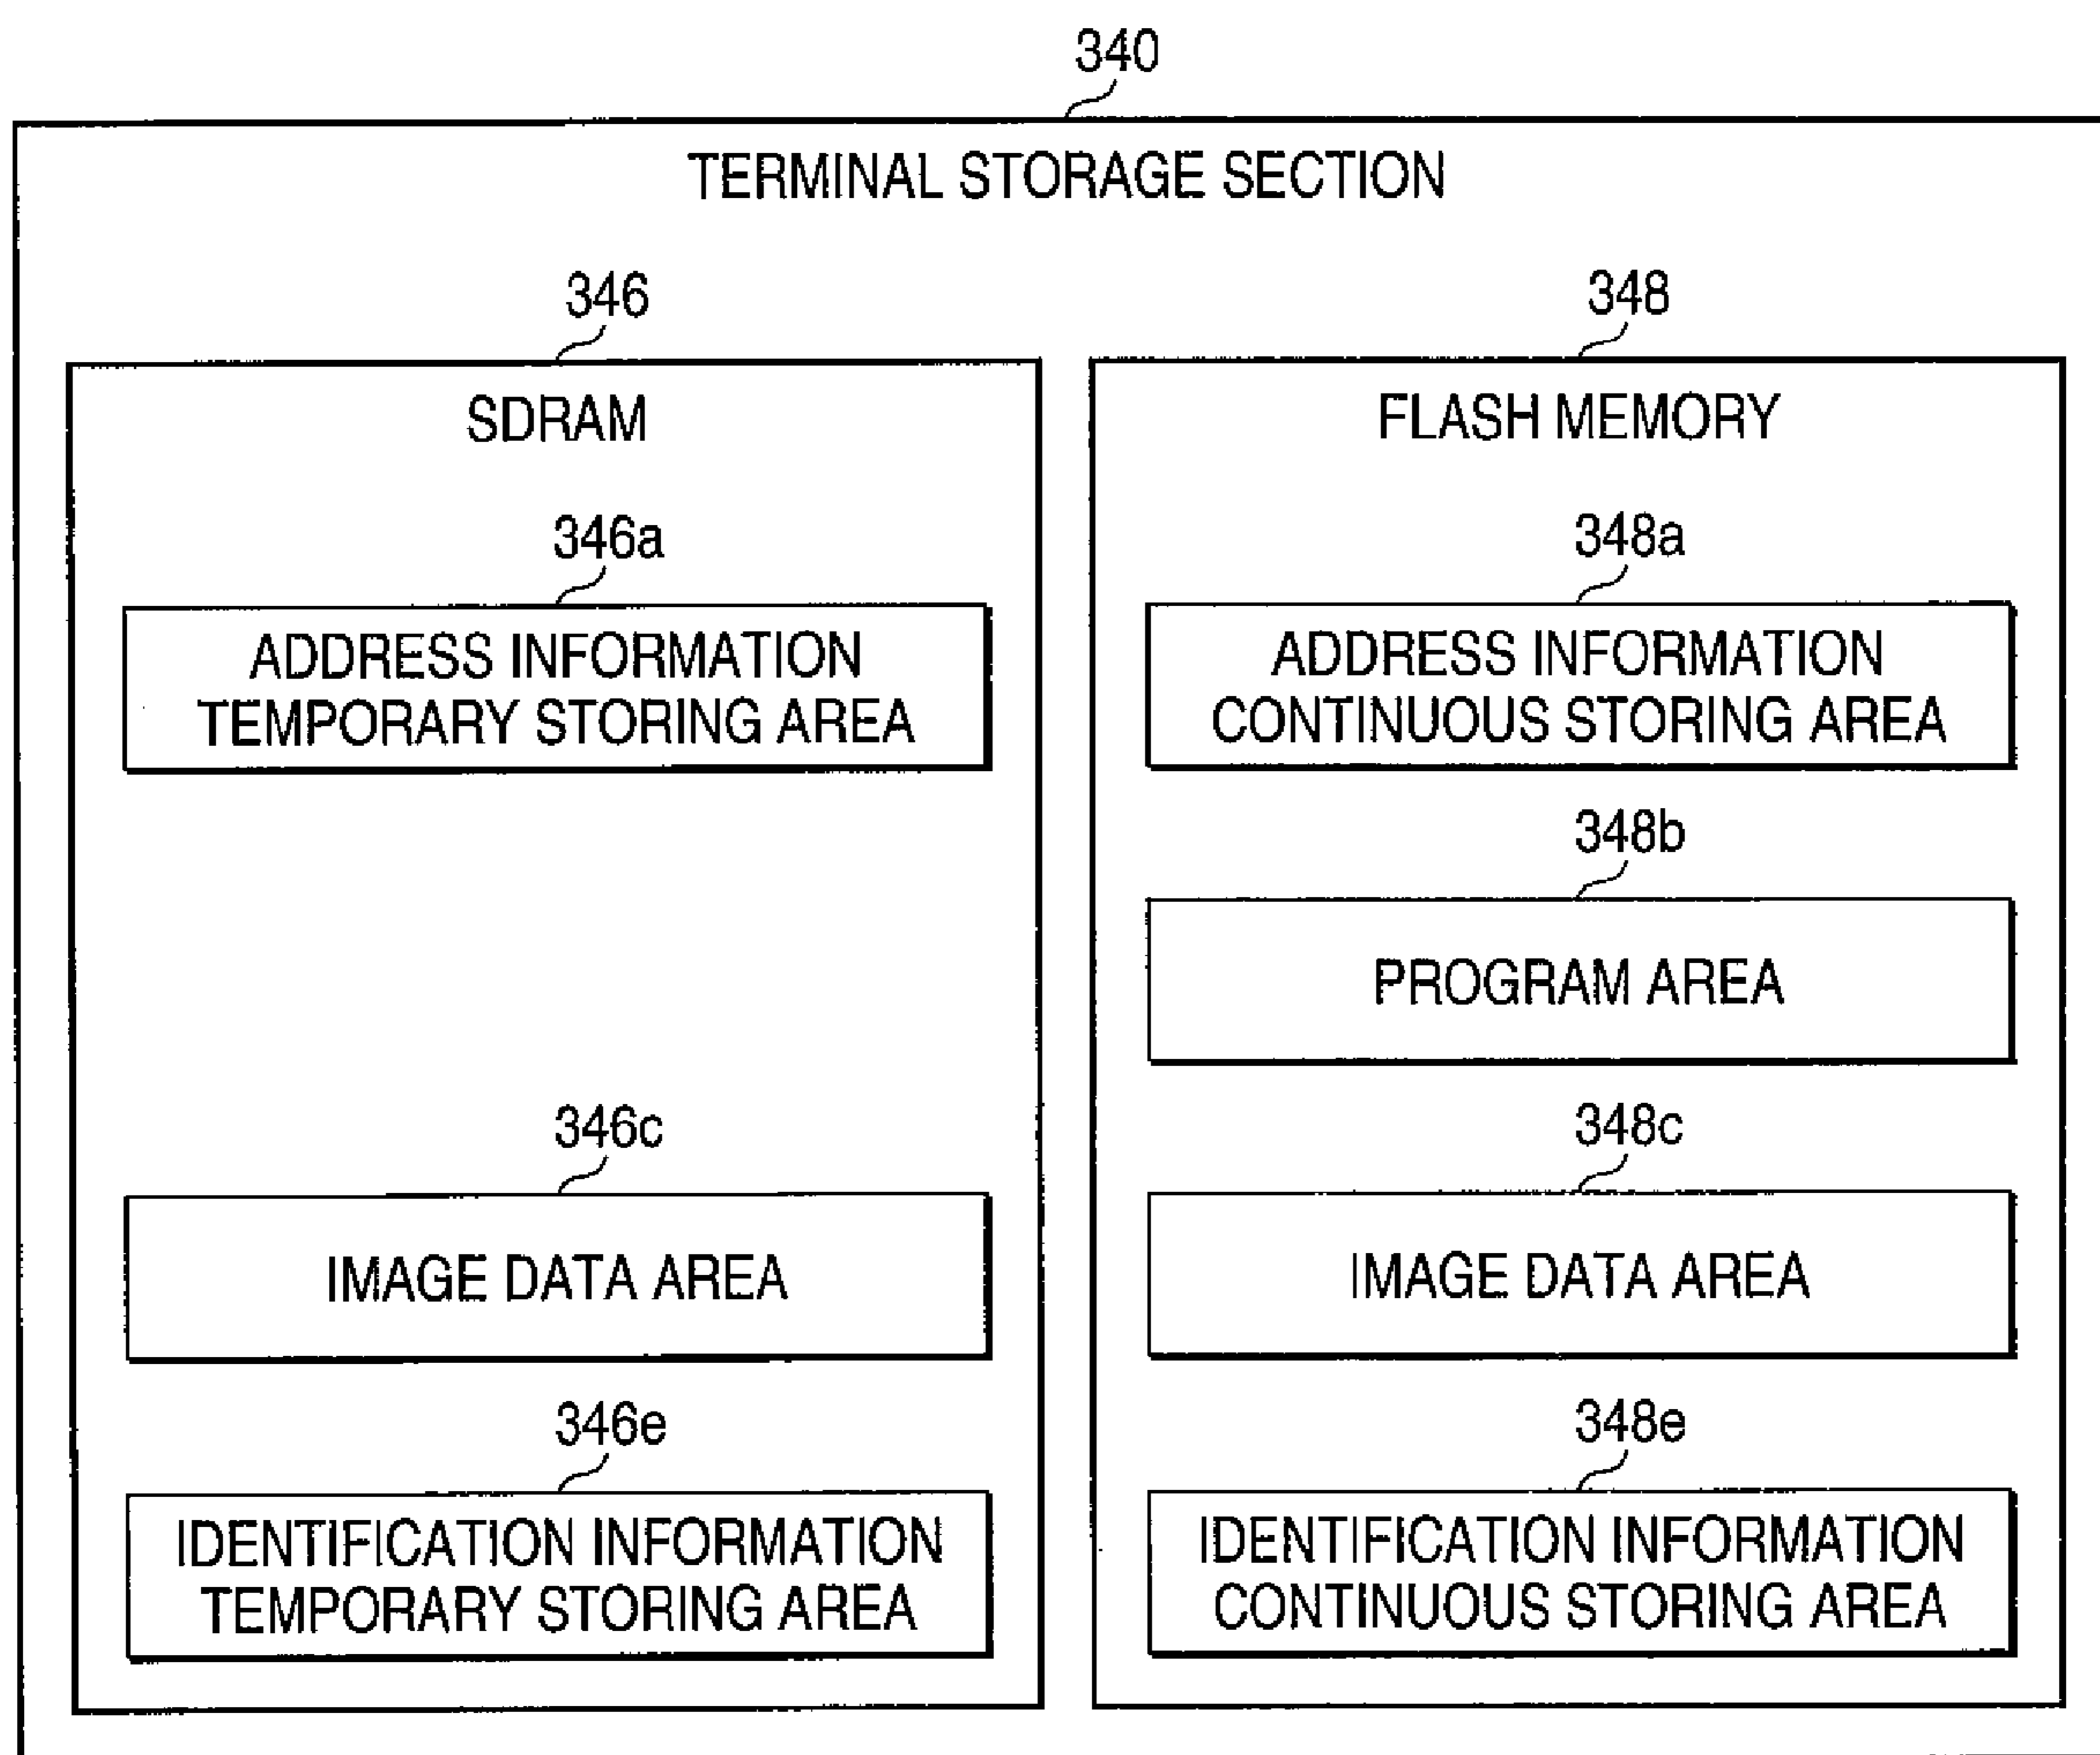 340
TERMINAL STORAGE SECTION
346
SDRAM
346a
ADDRESS INFORMATION
TEMPORARY STORING AREA
346c
IMAGE DATA AREA
346e
IDENTIFICATION INFORMATION
TEMPORARY STORING AREA
348
FLASH MEMORY
348a
ADDRESS INFORMATION
CONTINUOUS STORING AREA
348b
PROGRAM AREA
348c
IMAGE DATA AREA
348e
IDENTIFICATION INFORMATION
CONTINUOUS STORING AREA